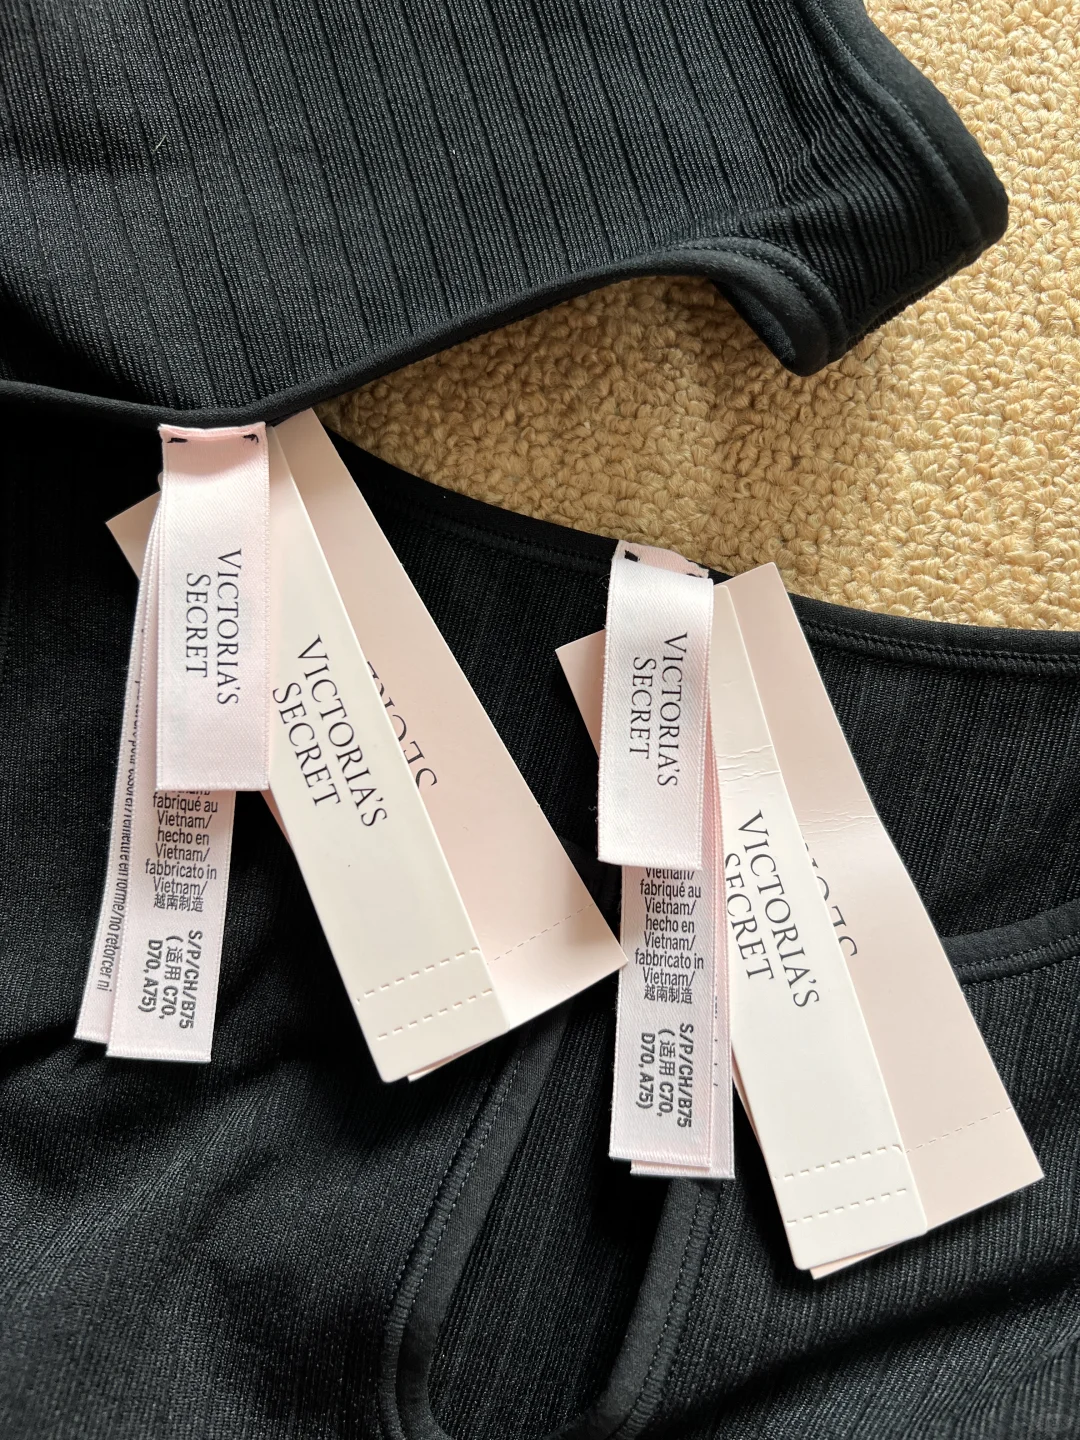 VICTORIA'S
SECRET
VICTORIA'S
SECRET
fabriqué au
Vietnam/
hecho en
Vietnam/
fabbricato in
Vietnam/
越南制造
S/P/CH/B75
(适用 C70,
D70, A75)
VICTORIA'S
SECRET
VICTORIA'S
SECRET
Vietnam/
fabriqué au
Vietnam/
hecho en
Vietnam/
fabbricato in
Vietnam/
越南制造
S/P/CH/B75
(适用 C70,
D70, A75)